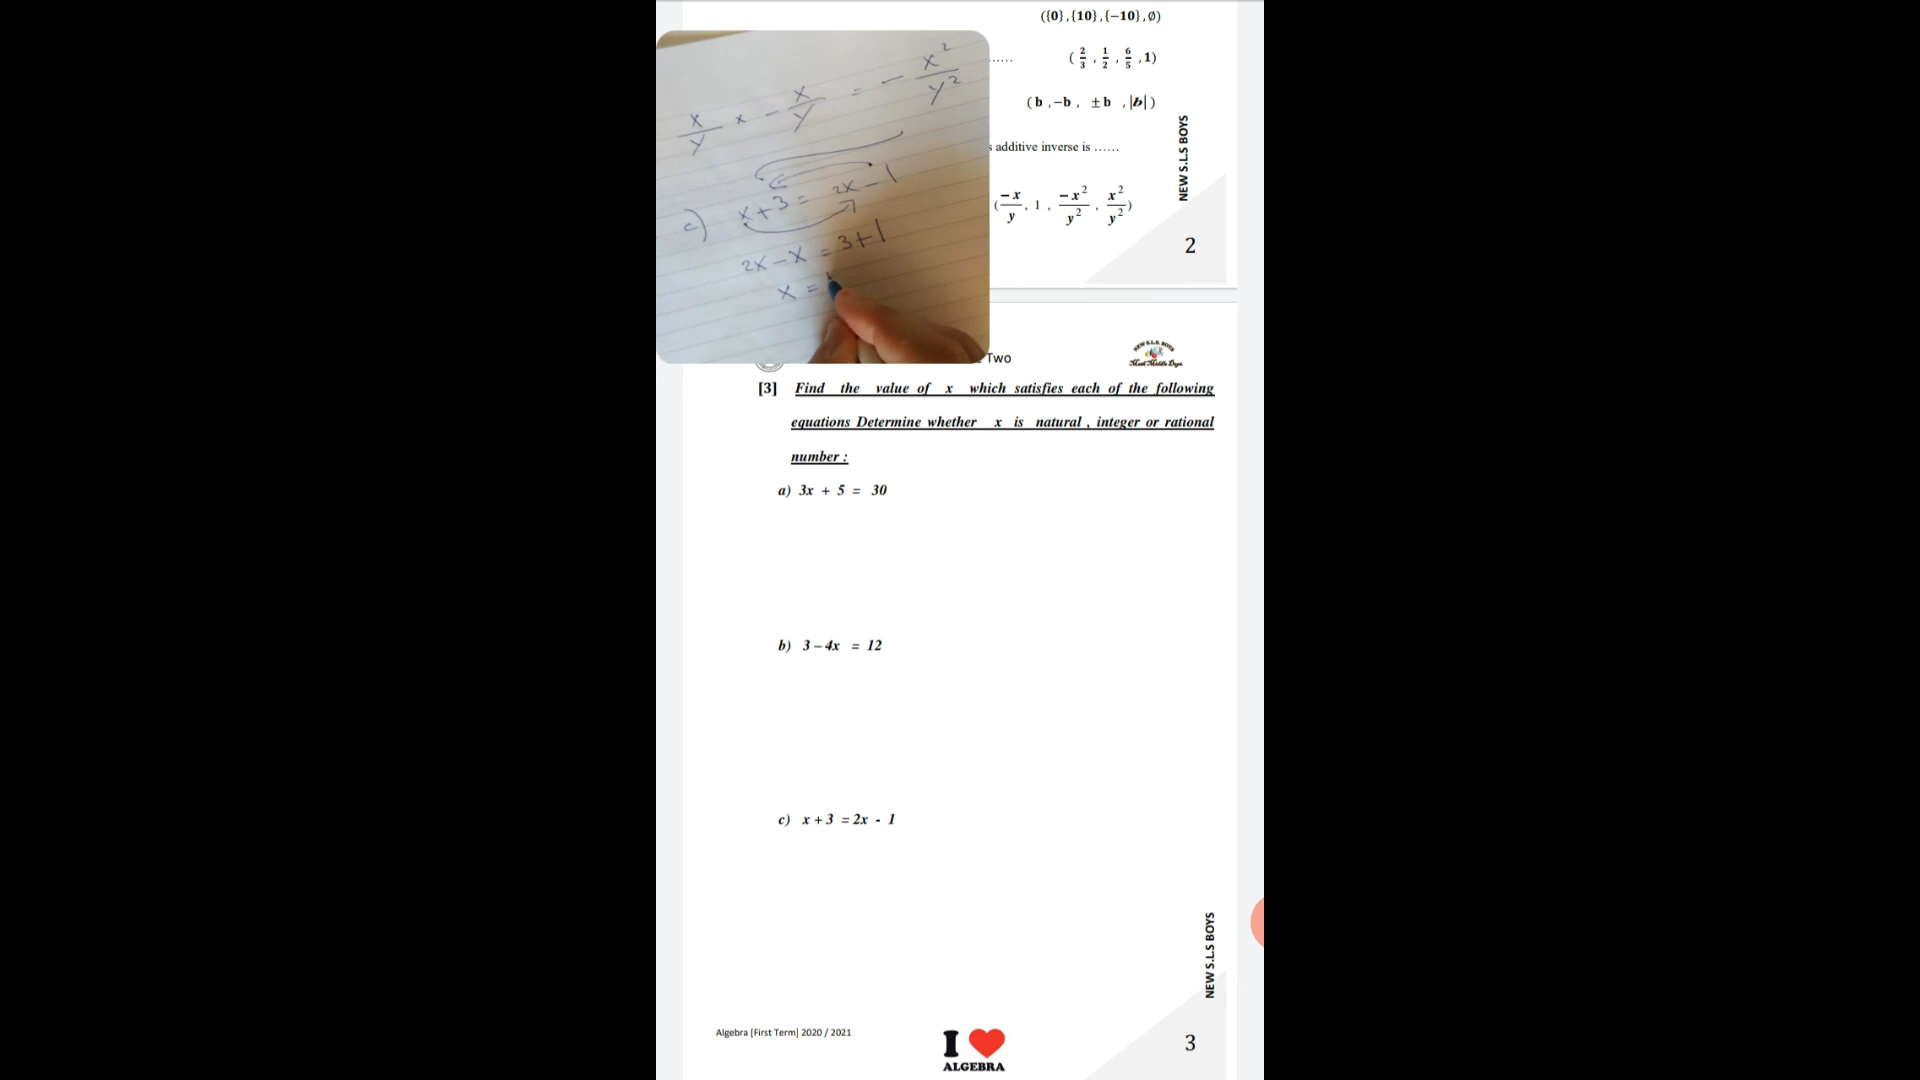 ({0},{10},{−10},∅)
...... (2/3 , 1/2 , 6/5 ,1)
(b ,−b , ±b ,|b|)
additive inverse is ……
(−x/y, 1 , −x²/y² , x²/y²)
NEW S.L.S BOYS
2
x/y × − x/y = − x²/y²
c) x+3 = 2x−1
2x−x = 3+1
x =
Two
NEW S.L.S. BOYS
[3] Find the value of x which satisfies each of the following
equations Determine whether x is natural , integer or rational
number :
a) 3x + 5 = 30
b) 3 – 4x = 12
c) x + 3 = 2x - 1
NEW S.L.S BOYS
Algebra [First Term] 2020 / 2021
I ❤
ALGEBRA
3